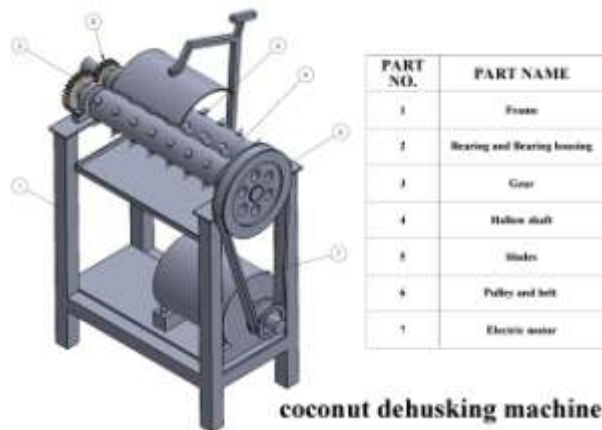 PART NO.
PART NAME
1
Frame
2
Bearing and Bearing housing
3
Gear
4
Hollow shaft
5
Blades
6
Pulley and belt
7
Electric motor
coconut dehusking machine